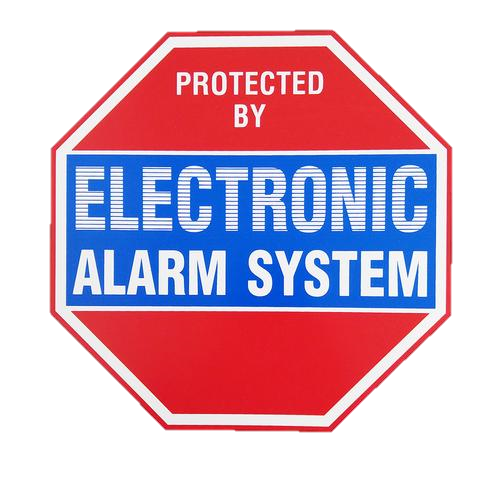 PROTECTED
BY
ELECTRONIC
ALARM SYSTEM